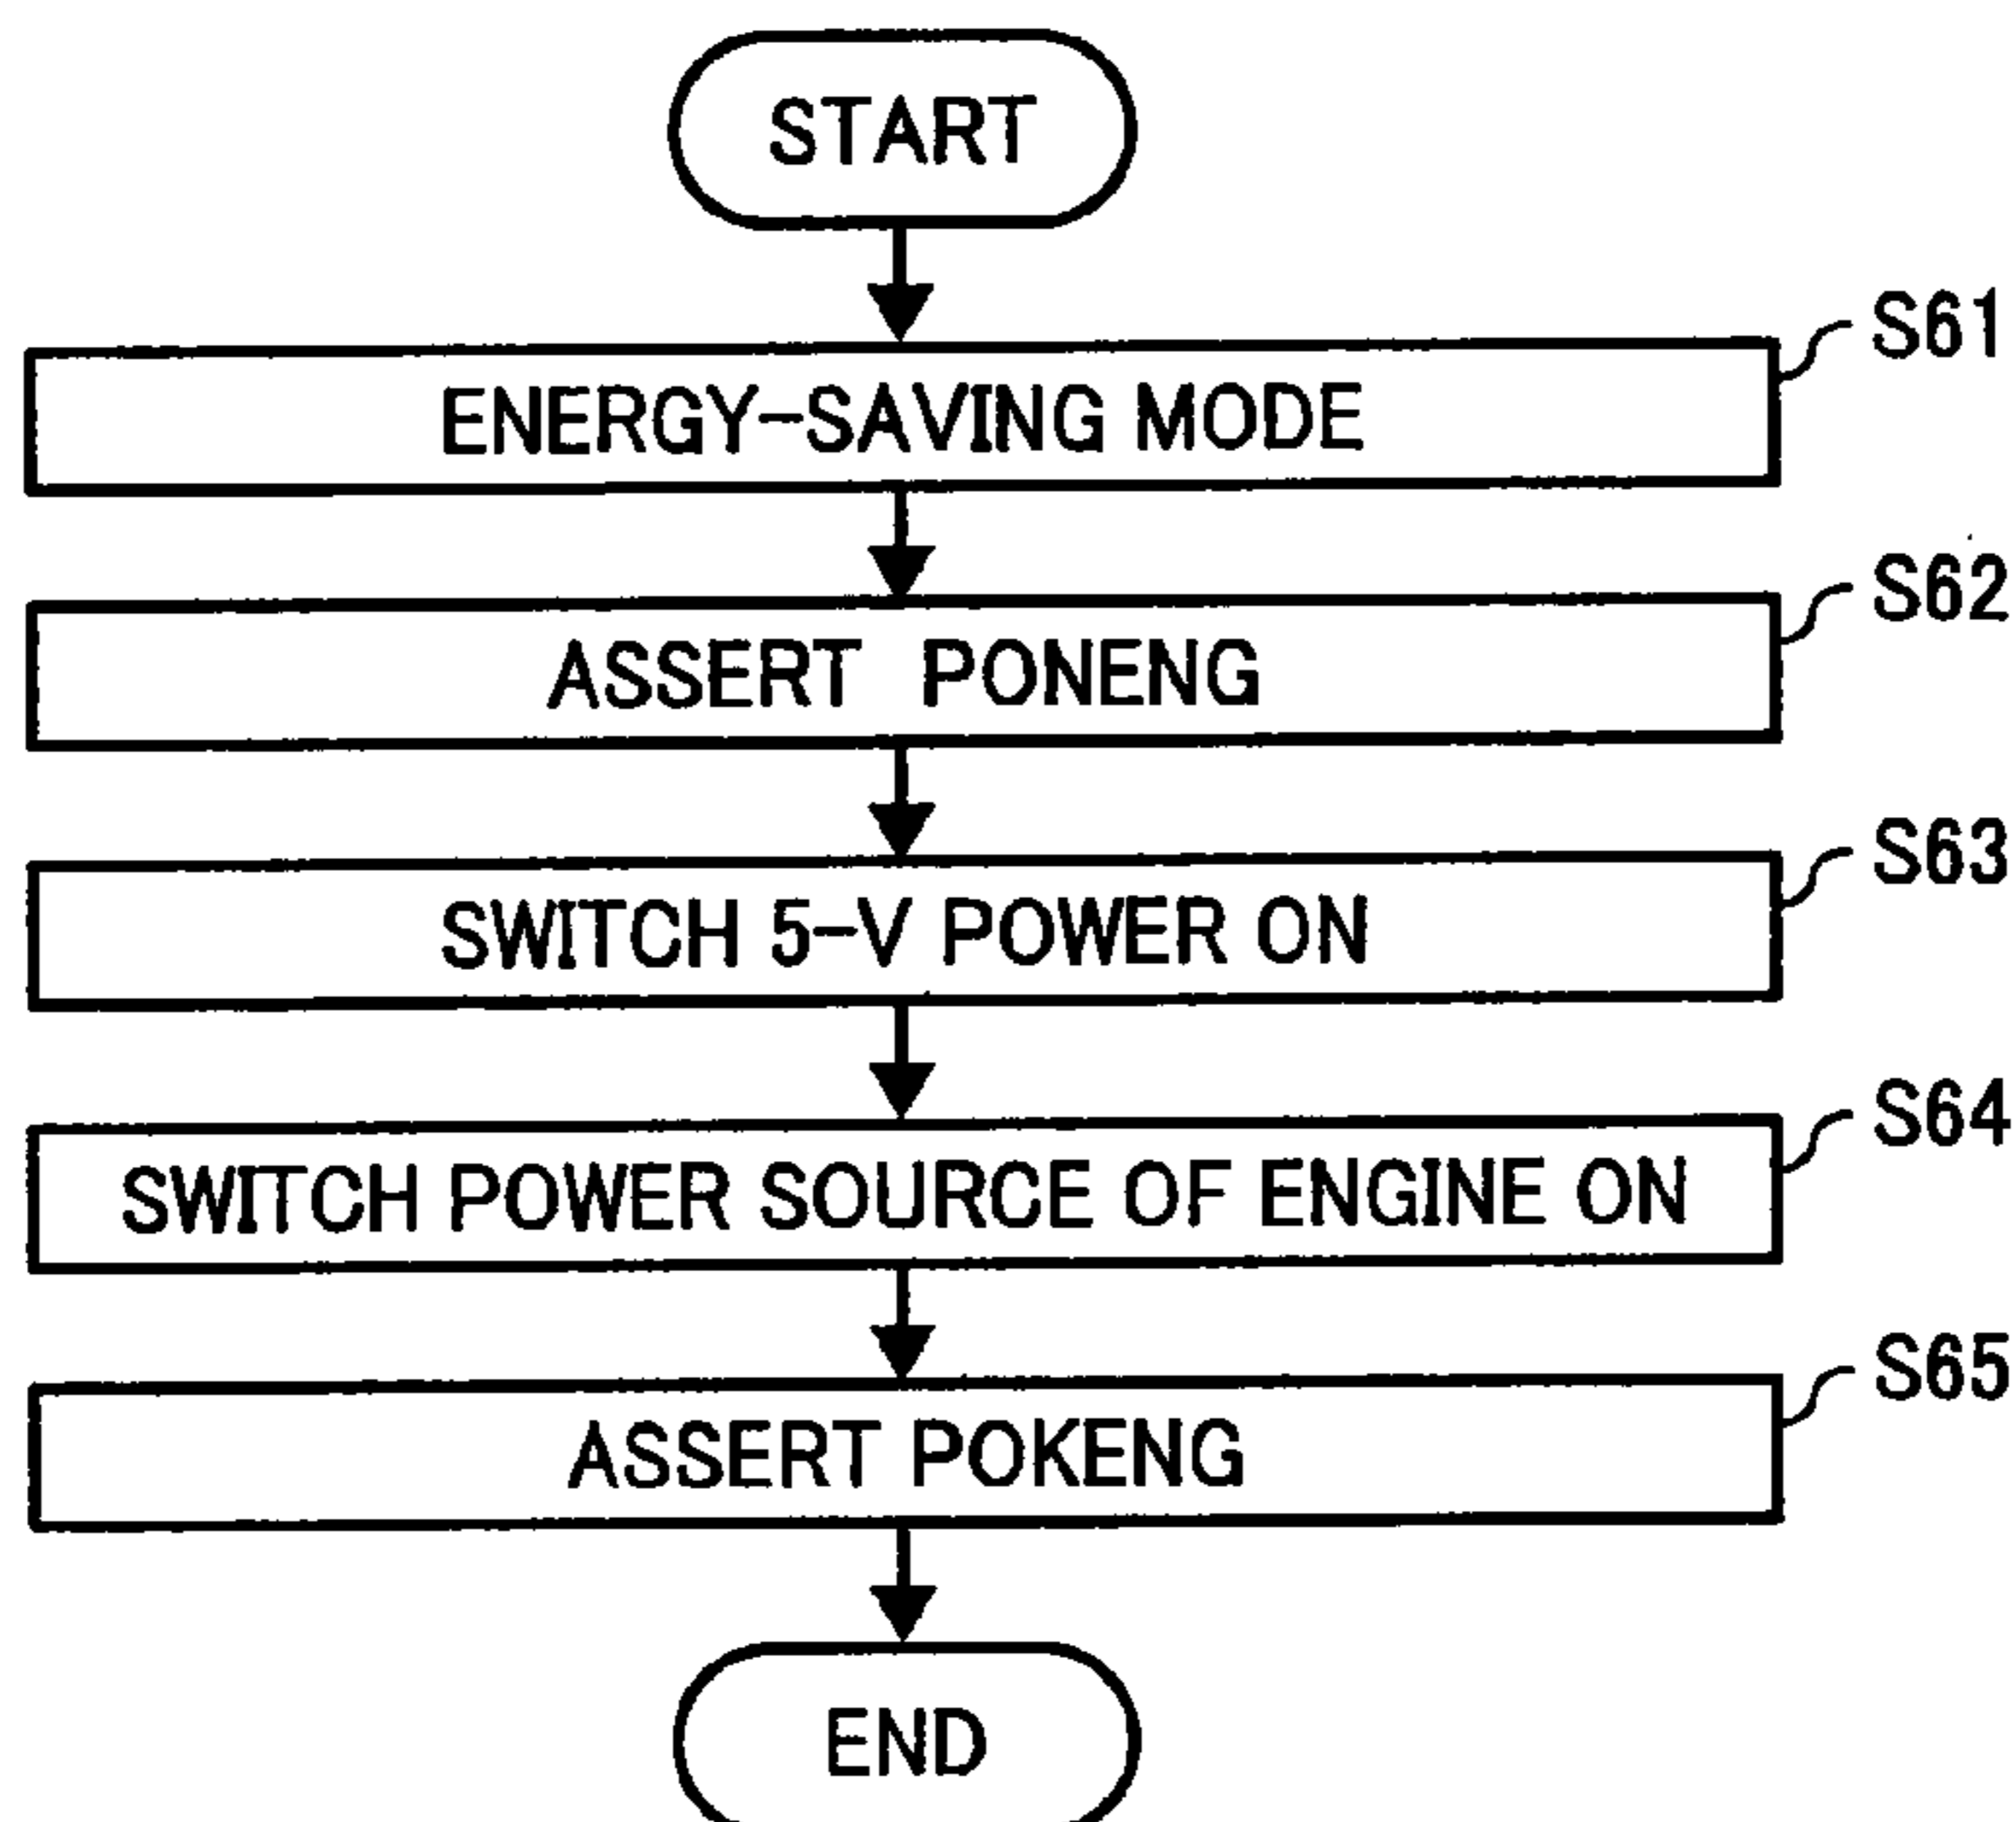 START
S61
ENERGY-SAVING MODE
S62
ASSERT PONENG
S63
SWITCH 5-V POWER ON
S64
SWITCH POWER SOURCE OF ENGINE ON
S65
ASSERT POKENG
END